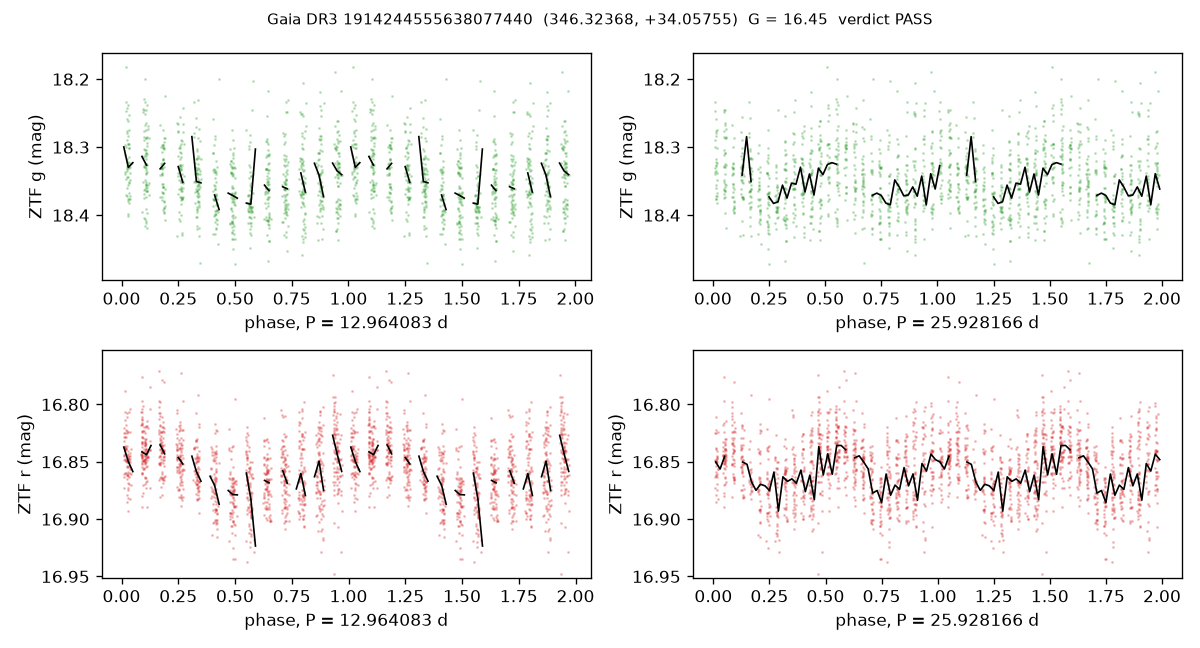 Gaia DR3 1914244555638077440 (346.32368, +34.05755) G = 16.45 verdict PASS
ZTF g (mag)
18.2
18.3
18.4
0.00 0.25 0.50 0.75 1.00 1.25 1.50 1.75 2.00
phase, P = 12.964083 d
ZTF g (mag)
18.2
18.3
18.4
0.00 0.25 0.50 0.75 1.00 1.25 1.50 1.75 2.00
phase, P = 25.928166 d
ZTF r (mag)
16.80
16.85
16.90
16.95
0.00 0.25 0.50 0.75 1.00 1.25 1.50 1.75 2.00
phase, P = 12.964083 d
ZTF r (mag)
16.80
16.85
16.90
16.95
0.00 0.25 0.50 0.75 1.00 1.25 1.50 1.75 2.00
phase, P = 25.928166 d